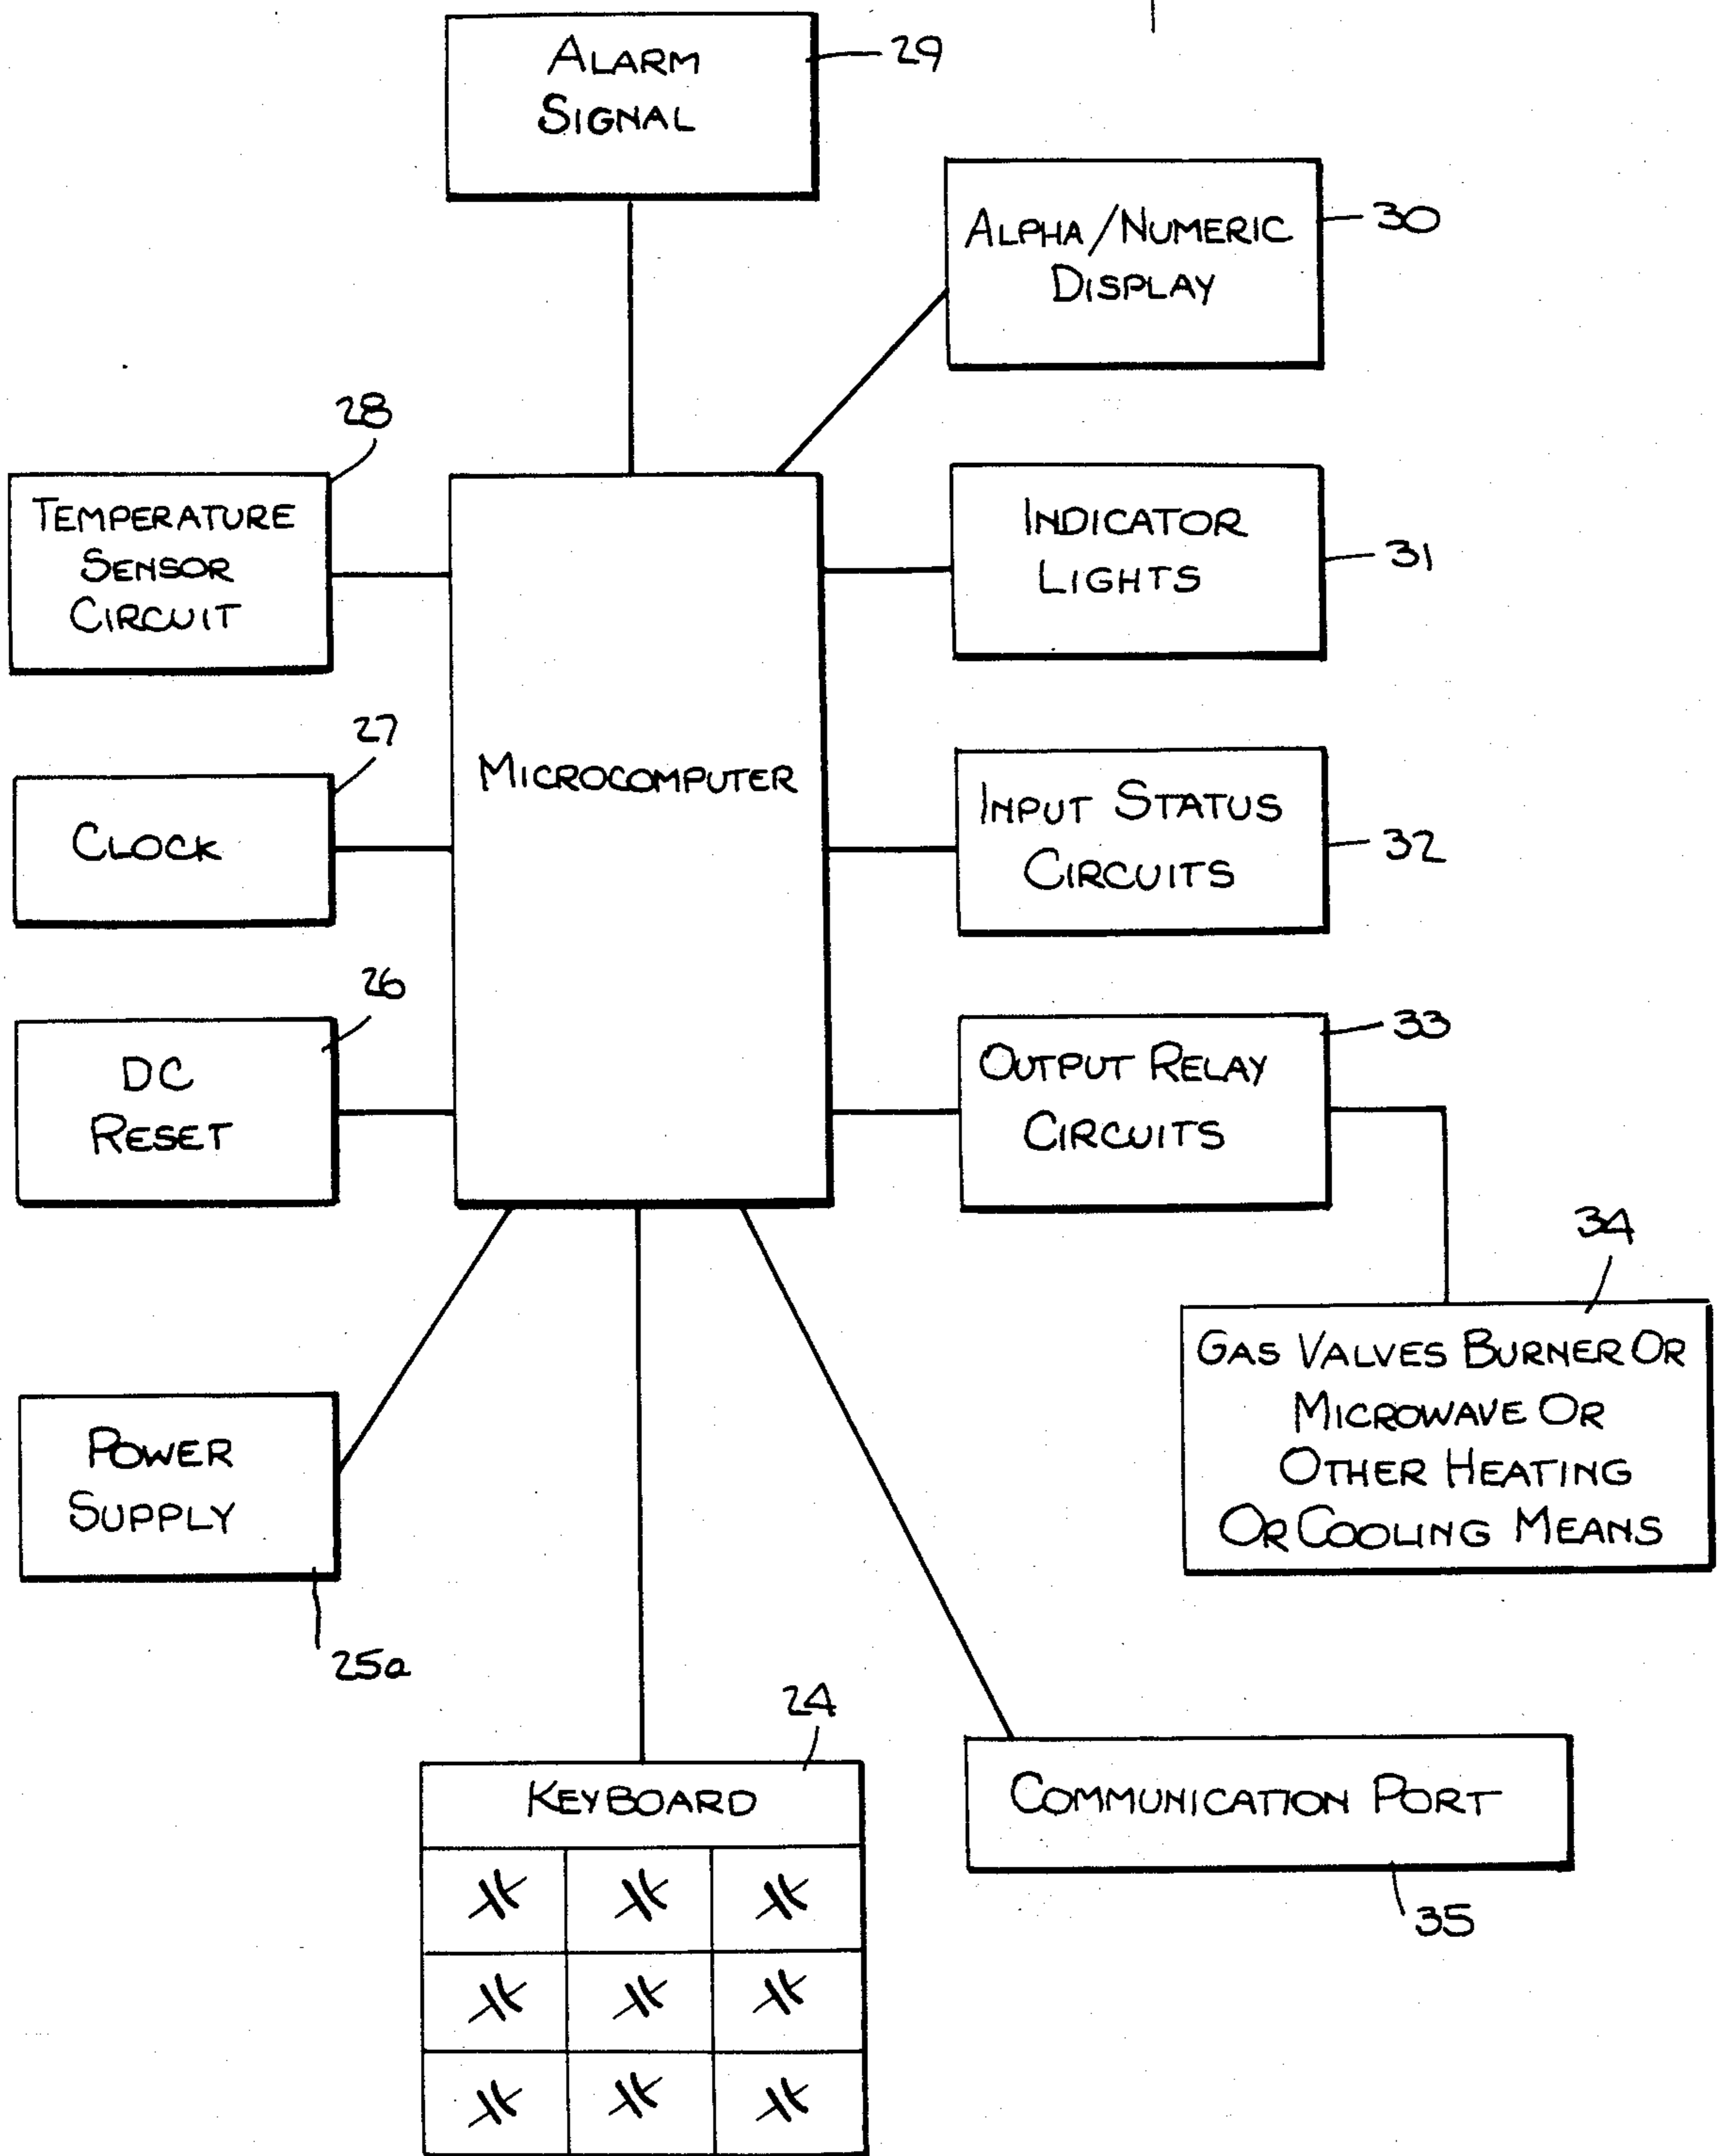 ALARM
SIGNAL
29
ALPHA/NUMERIC
DISPLAY
30
28
TEMPERATURE
SENSOR
CIRCUIT
INDICATOR
LIGHTS
31
27
CLOCK
MICROCOMPUTER
INPUT STATUS
CIRCUITS
32
26
DC
RESET
OUTPUT RELAY
CIRCUITS
33
34
GAS VALVES BURNER OR
MICROWAVE OR
OTHER HEATING
OR COOLING MEANS
POWER
SUPPLY
25a
24
KEYBOARD
COMMUNICATION PORT
35